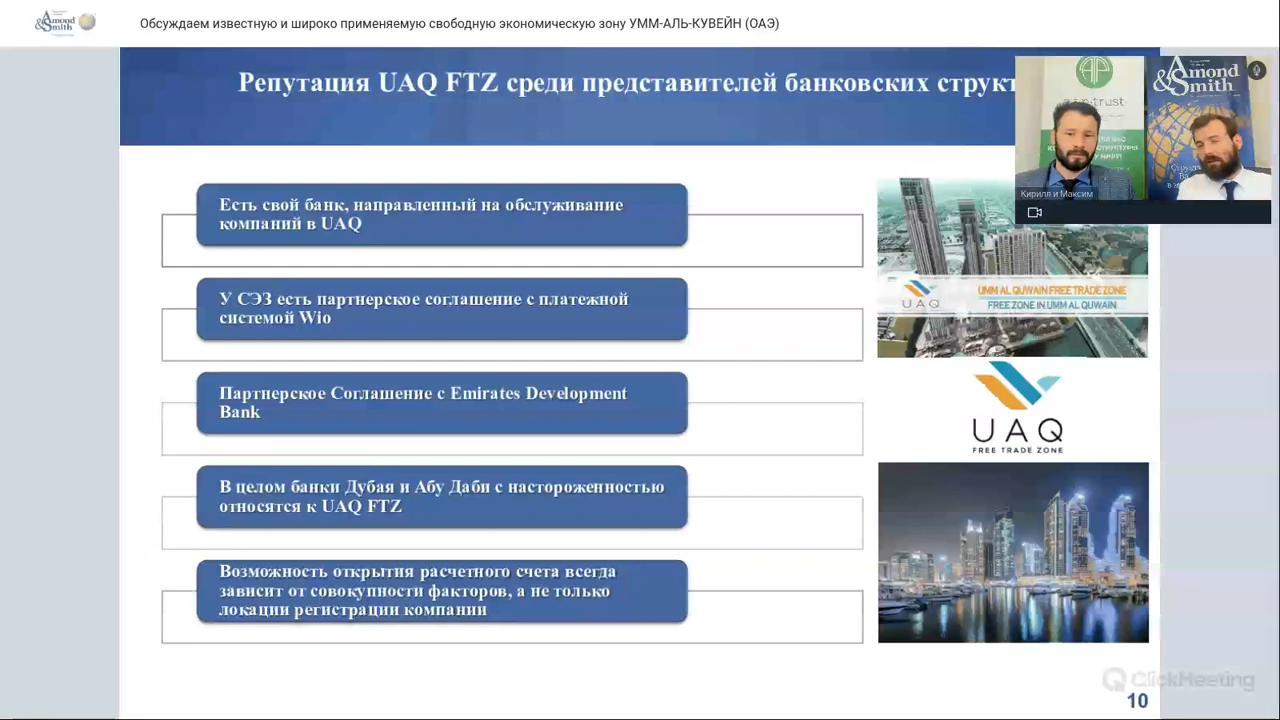 Amond
&Smith
Обсуждаем известную и широко применяемую свободную экономическую зону УММ-АЛЬ-КУВЕЙН (ОАЭ)
Репутация UAQ FTZ среди представителей банковских структ
Amond
&Smith
Кирилл и Максим
Есть свой банк, направленный на обслуживание
компаний в UAQ
У СЭЗ есть партнерское соглашение с платежной
системой Wio
Партнерское Соглашение с Emirates Development
Bank
В целом банки Дубая и Абу Даби с настороженностью
относятся к UAQ FTZ
Возможность открытия расчетного счета всегда
зависит от совокупности факторов, а не только
локации регистрации компании
UAQ
UMM AL QUWAIN FREE TRADE ZONE
FREE ZONE IN UMM AL QUWAIN
UAQ
FREE TRADE ZONE
ClickMeeting
10